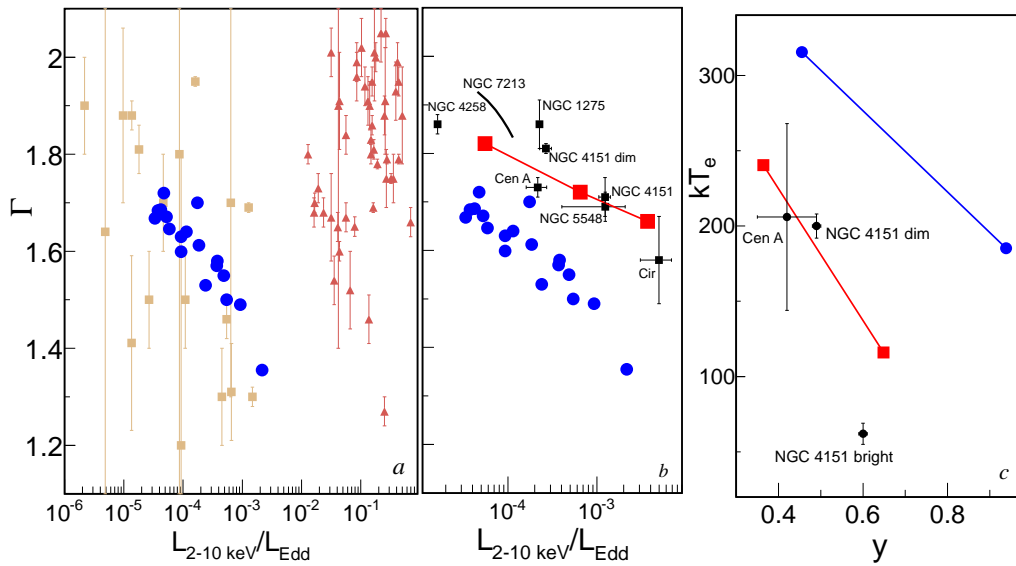 Γ
2
1.8
1.6
1.4
1.2
10-6
10-5
10-4
10-3
10-2
10-1
L2-10 keV/LEdd
a
NGC 7213
NGC 4258
NGC 1275
NGC 4151 dim
Cen A
NGC 4151
NGC 5548
Cir
b
10-4
10-3
L2-10 keV/LEdd
kTe
300
200
100
Cen A
NGC 4151 dim
NGC 4151 bright
c
0.4
0.6
0.8
y